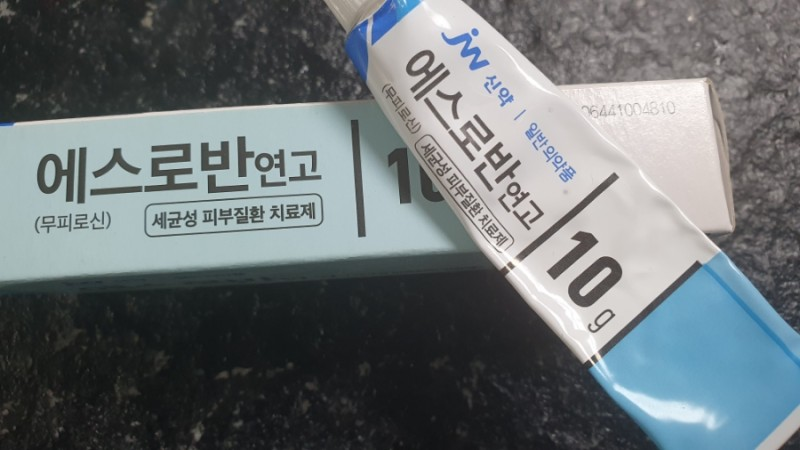 에스로반연고
(무피로신)
세균성 피부질환 치료제
10
JW 신약 | 일반의약품
에스로반연고
(무피로신)
세균성 피부질환 치료제
10g
06441004810